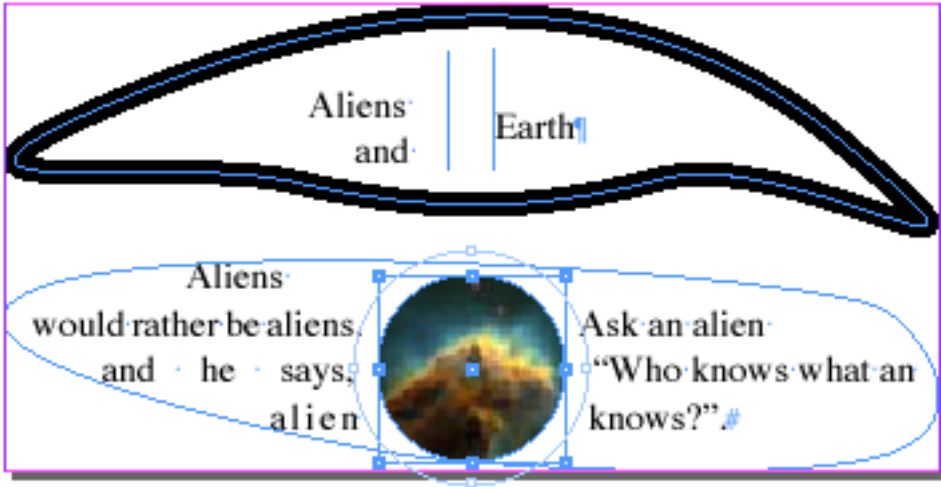 Aliens
and
Earth¶
Aliens
would rather be aliens. Ask an alien
and he says, “Who knows what an
alien knows?”.#